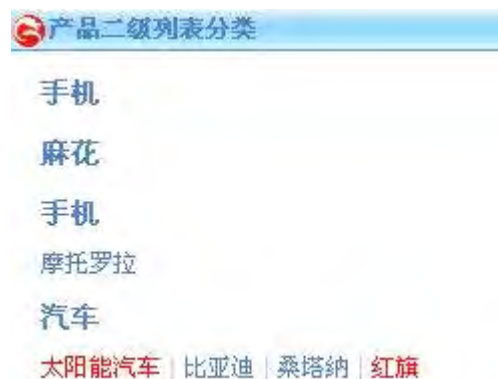 产品二级列表分类
手机
麻花
手机
摩托罗拉
汽车
太阳能汽车 | 比亚迪 | 桑塔纳 | 红旗